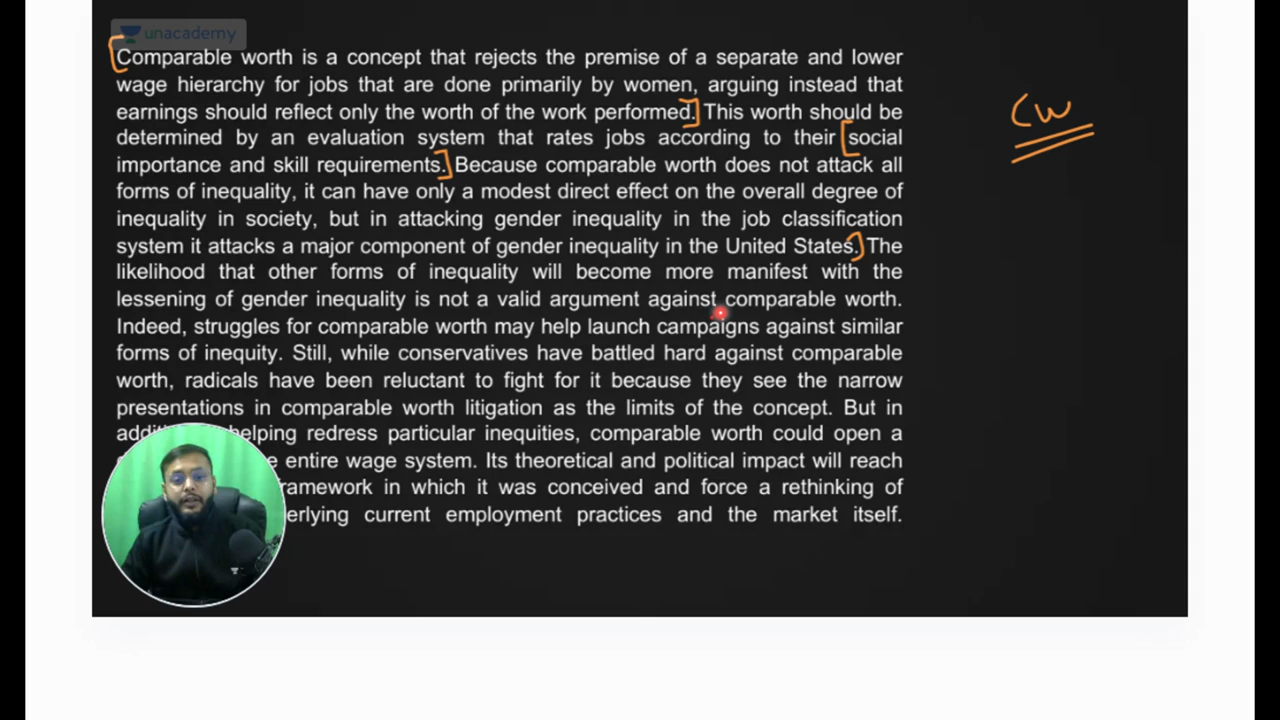 unacademy
Comparable worth is a concept that rejects the premise of a separate and lower
wage hierarchy for jobs that are done primarily by women, arguing instead that
earnings should reflect only the worth of the work performed. This worth should be
determined by an evaluation system that rates jobs according to their social
importance and skill requirements. Because comparable worth does not attack all
forms of inequality, it can have only a modest direct effect on the overall degree of
inequality in society, but in attacking gender inequality in the job classification
system it attacks a major component of gender inequality in the United States. The
likelihood that other forms of inequality will become more manifest with the
lessening of gender inequality is not a valid argument against comparable worth.
Indeed, struggles for comparable worth may help launch campaigns against similar
forms of inequity. Still, while conservatives have battled hard against comparable
worth, radicals have been reluctant to fight for it because they see the narrow
presentations in comparable worth litigation as the limits of the concept. But in
helping redress particular inequities, comparable worth could open a
entire wage system. Its theoretical and political impact will reach
in which it was conceived and force a rethinking of
current employment practices and the market itself.
CW